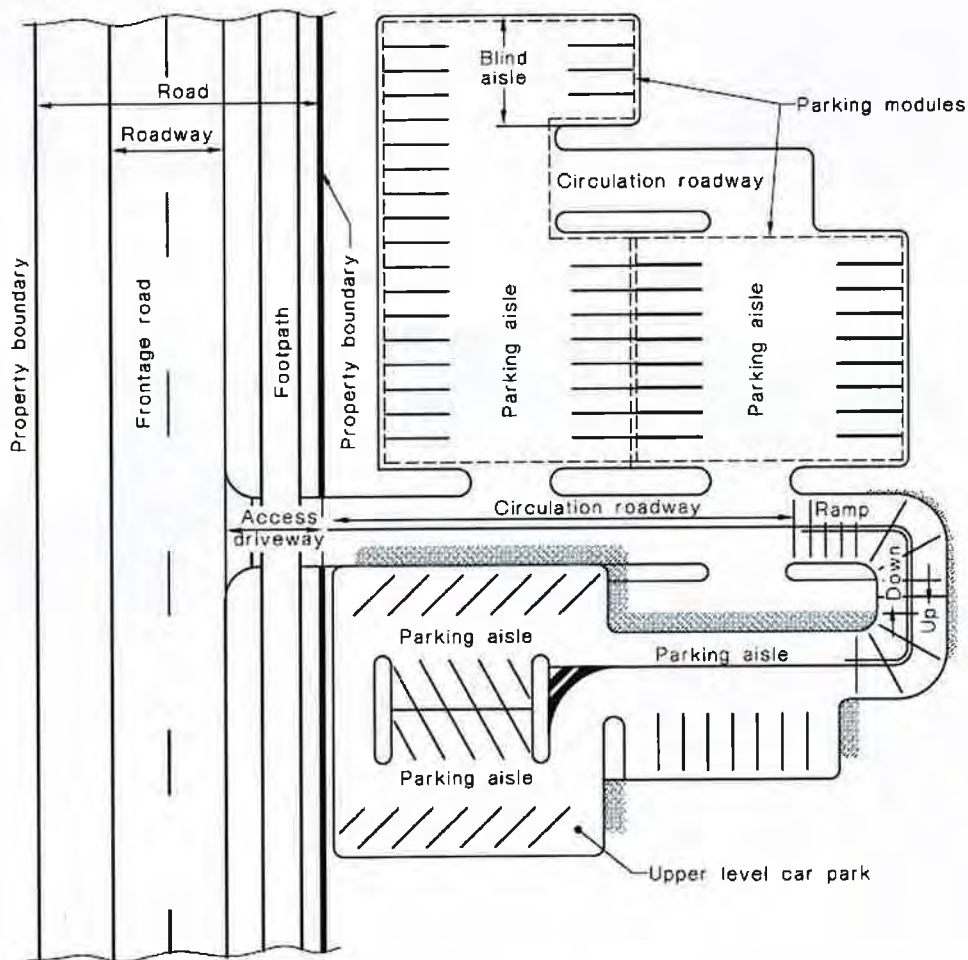 Blind
aisle
Road
Parking modules
Roadway
Circulation roadway
Property boundary
Frontage road
Footpath
Property boundary
Parking aisle
Parking aisle
Access
driveway
Circulation roadway
Ramp
Down
Up
Parking aisle
Parking aisle
Parking aisle
Upper level car park